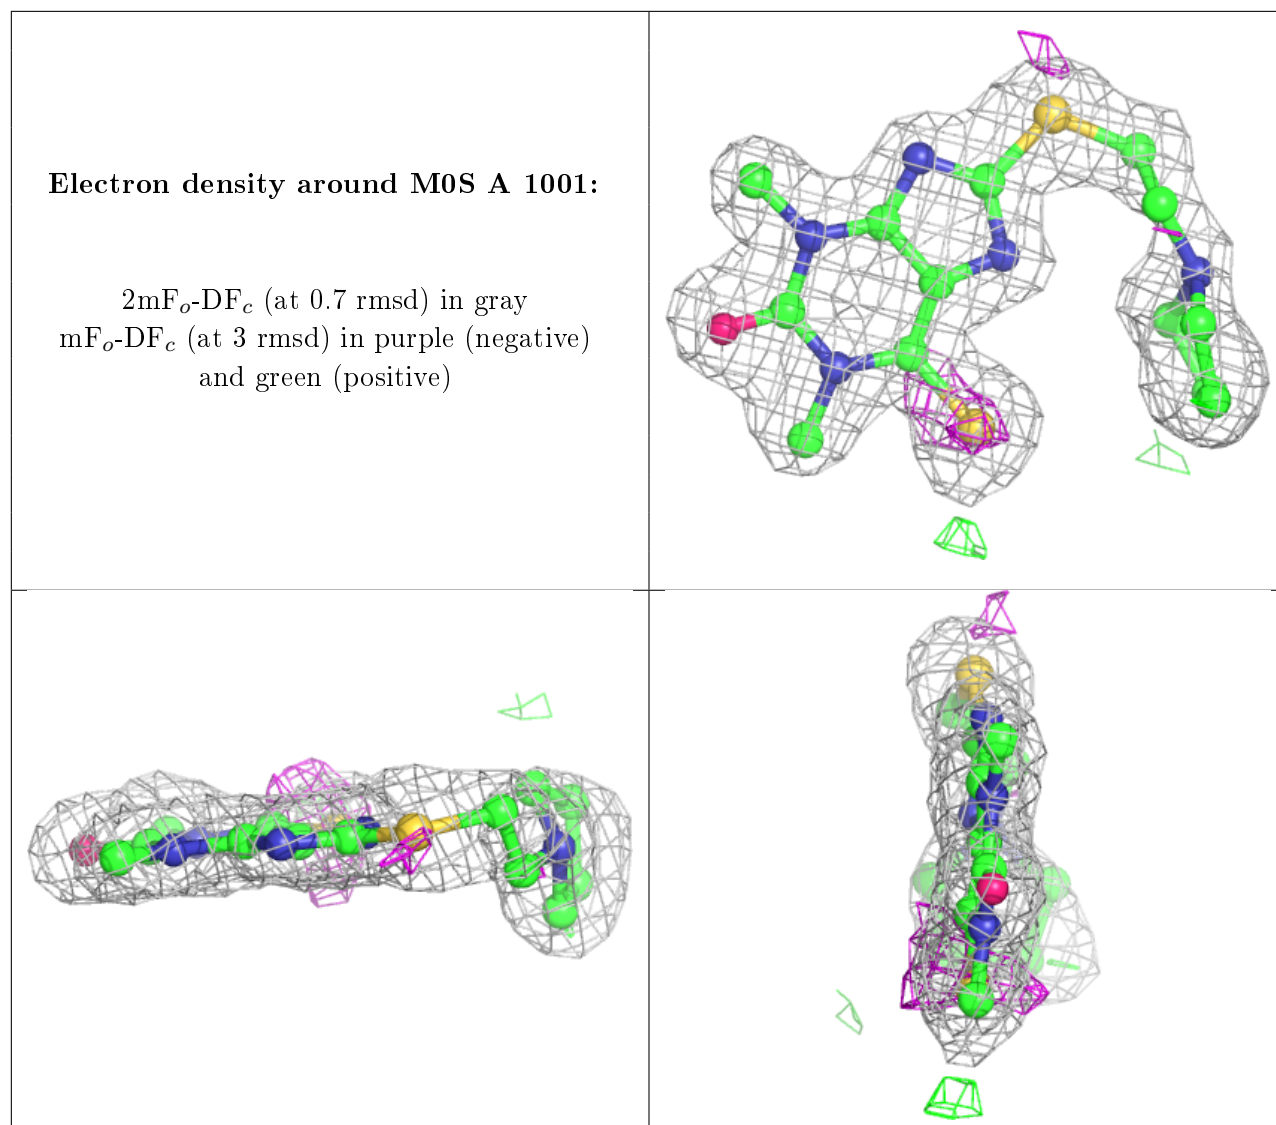 Electron density around M0S A 1001:
2mFo-DFc (at 0.7 rmsd) in gray
mFo-DFc (at 3 rmsd) in purple (negative)
and green (positive)